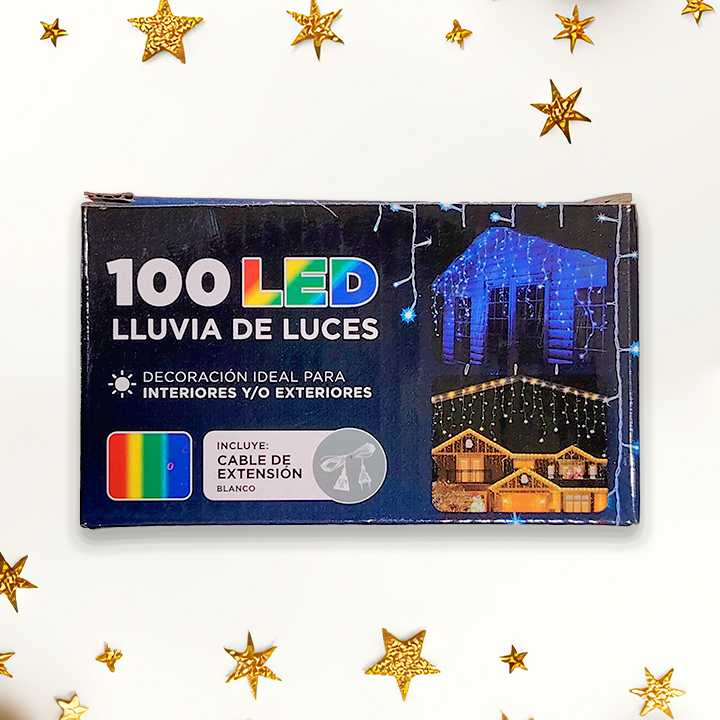 100 LED
LLUVIA DE LUCES
DECORACIÓN IDEAL PARA
INTERIORES Y/O EXTERIORES
INCLUYE:
CABLE DE
EXTENSIÓN
BLANCO